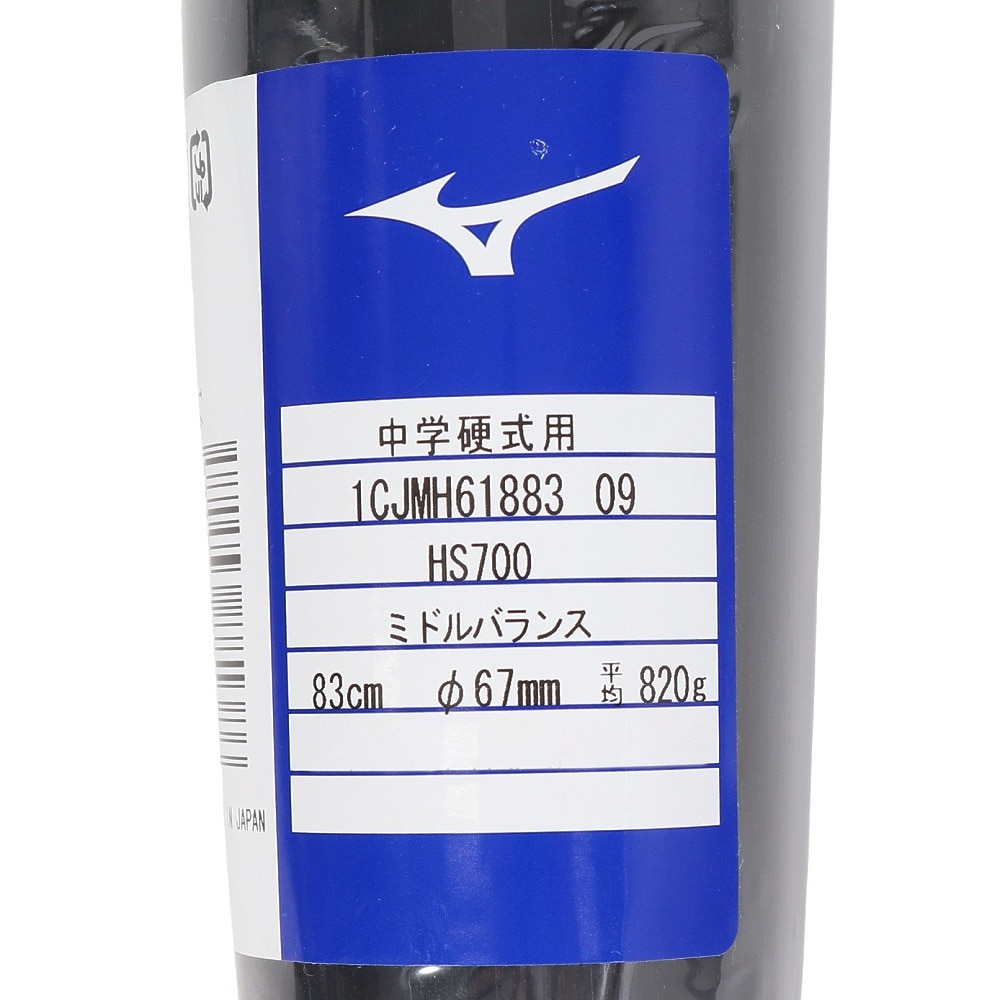 中学硬式用
1CJMH61883 09
HS700
ミドルバランス
83cm φ67mm 平均 820g
JAPAN